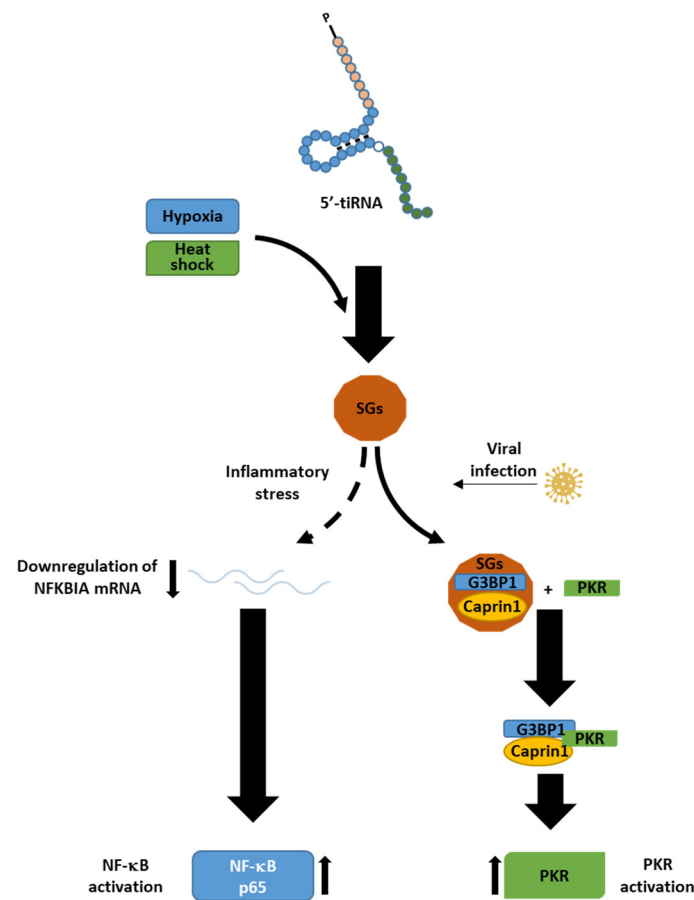 P
5’-tiRNA
Hypoxia
Heat
shock
SGs
Inflammatory
stress
Viral
infection
Downregulation of
NFKBIA mRNA
SGs
G3BP1
Caprin1
+
PKR
G3BP1
Caprin1
PKR
NF-κB
activation
NF-κB
p65
PKR
PKR
activation